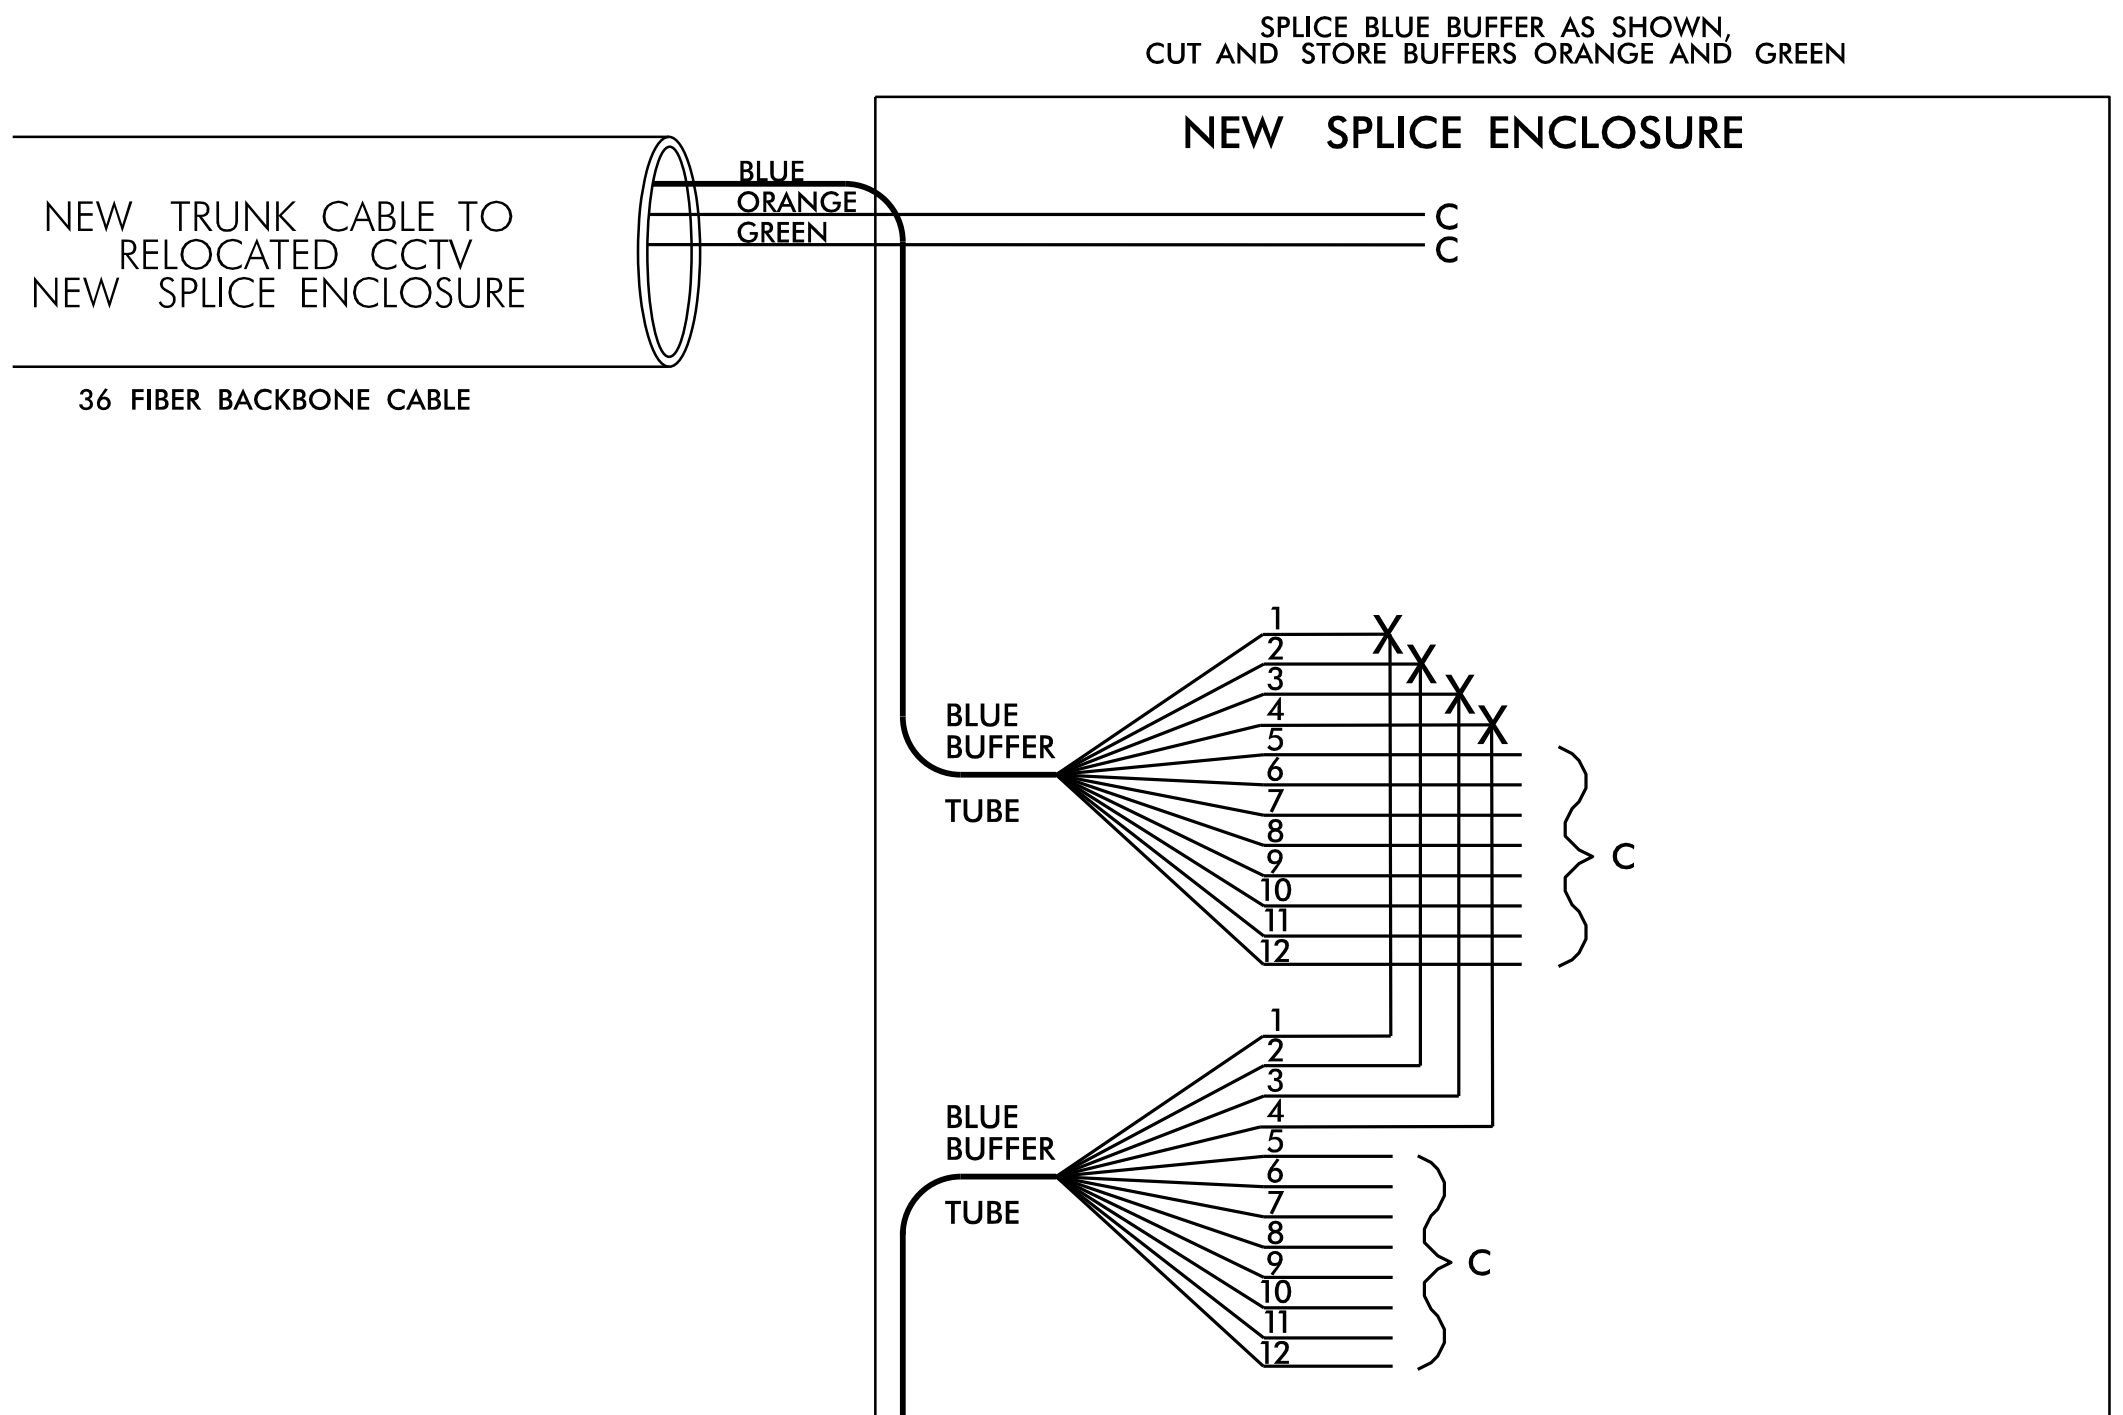 SPLICE BLUE BUFFER AS SHOWN,
CUT AND STORE BUFFERS ORANGE AND GREEN
NEW SPLICE ENCLOSURE
NEW TRUNK CABLE TO
RELOCATED CCTV
NEW SPLICE ENCLOSURE
36 FIBER BACKBONE CABLE
BLUE
ORANGE
GREEN
C
C
BLUE
BUFFER
TUBE
1
2
3
4
5
6
7
8
9
10
11
12
X
X
X
X
C
BLUE
BUFFER
TUBE
1
2
3
4
5
6
7
8
9
10
11
12
C